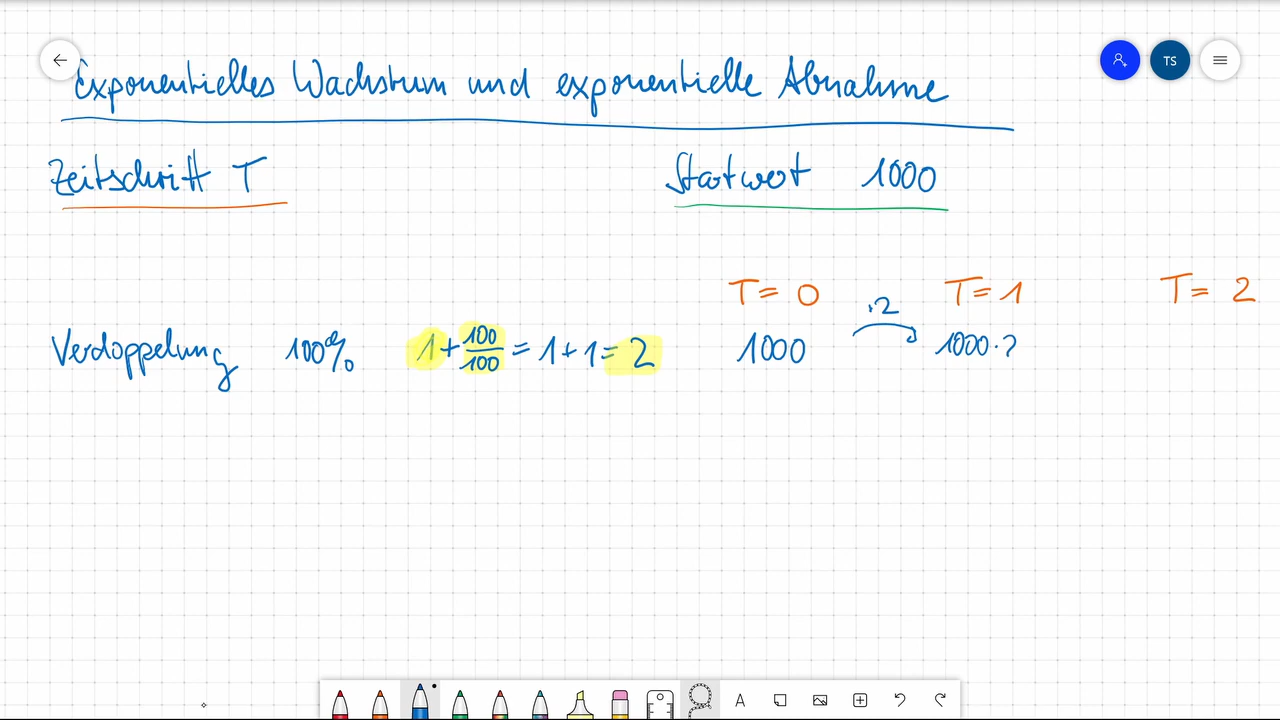 Exponentielles Wachstum und exponentielle Abnahme
TS
Zeitschritt T Startwert 1000
T = 0 T = 1 T = 2
·2
Verdoppelung 100% 1 + 100/100 = 1 + 1 = 2 1000 1000·2
A